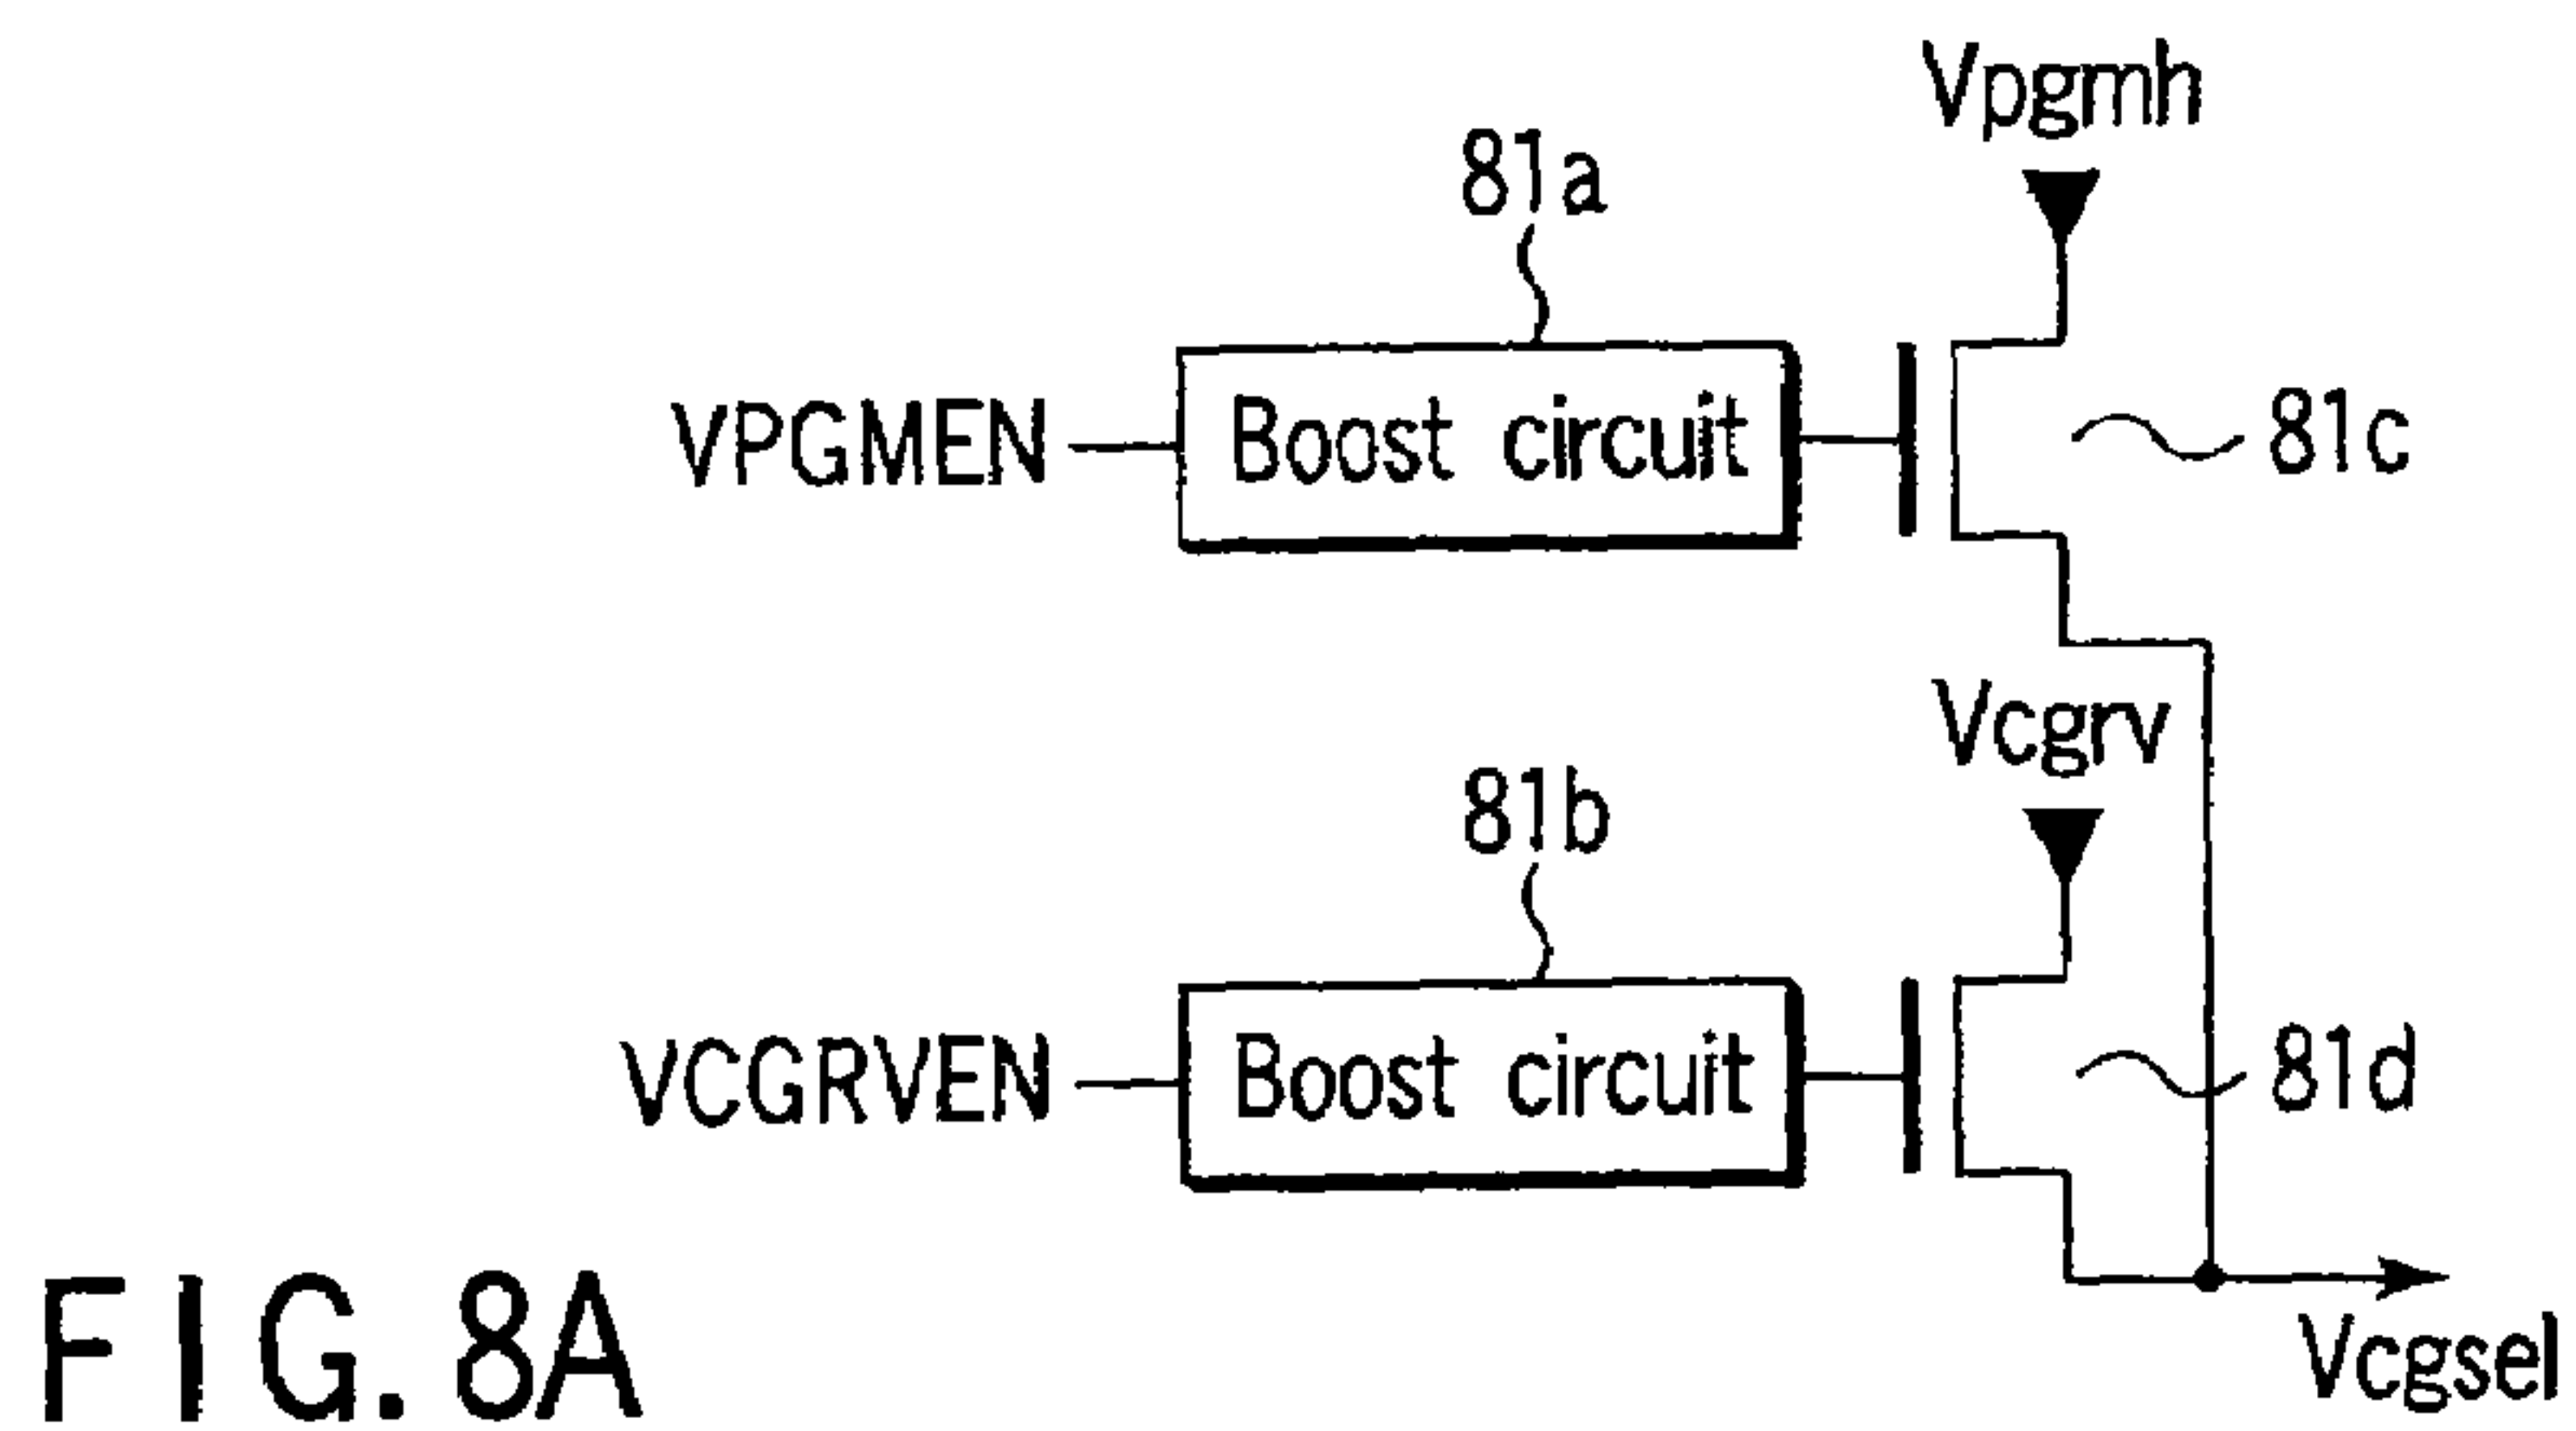 Vpgmh
81a
VPGMEN
Boost circuit
81c
Vcgrv
81b
VCGRVEN
Boost circuit
81d
Vcgsel
FIG. 8A